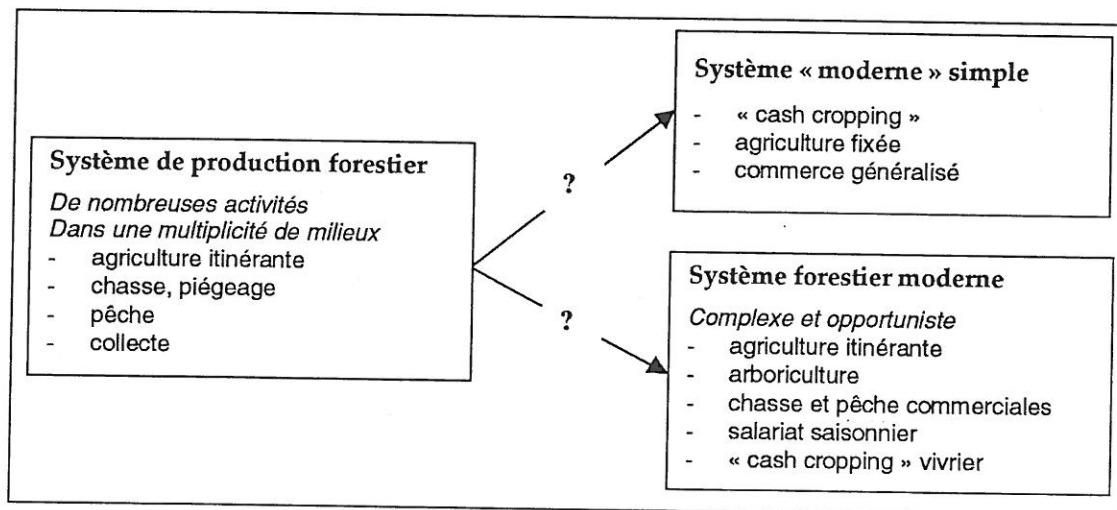 Système de production forestier
De nombreuses activités
Dans une multiplicité de milieux
- agriculture itinérante
- chasse, piégeage
- pêche
- collecte
?
?
Système « moderne » simple
- « cash cropping »
- agriculture fixée
- commerce généralisé
Système forestier moderne
Complexe et opportuniste
- agriculture itinérante
- arboriculture
- chasse et pêche commerciales
- salariat saisonnier
- « cash cropping » vivrier